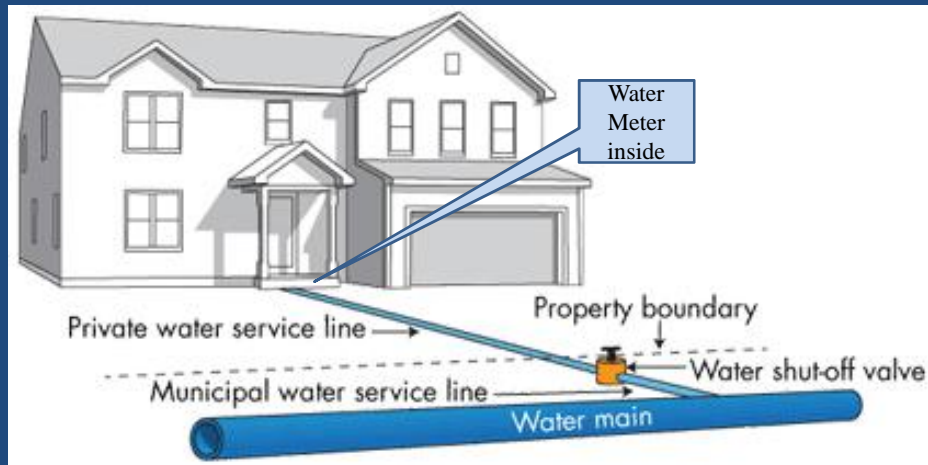 Water
Meter
inside
Property boundary
Private water service line
Water shut-off valve
Municipal water service line
Water main